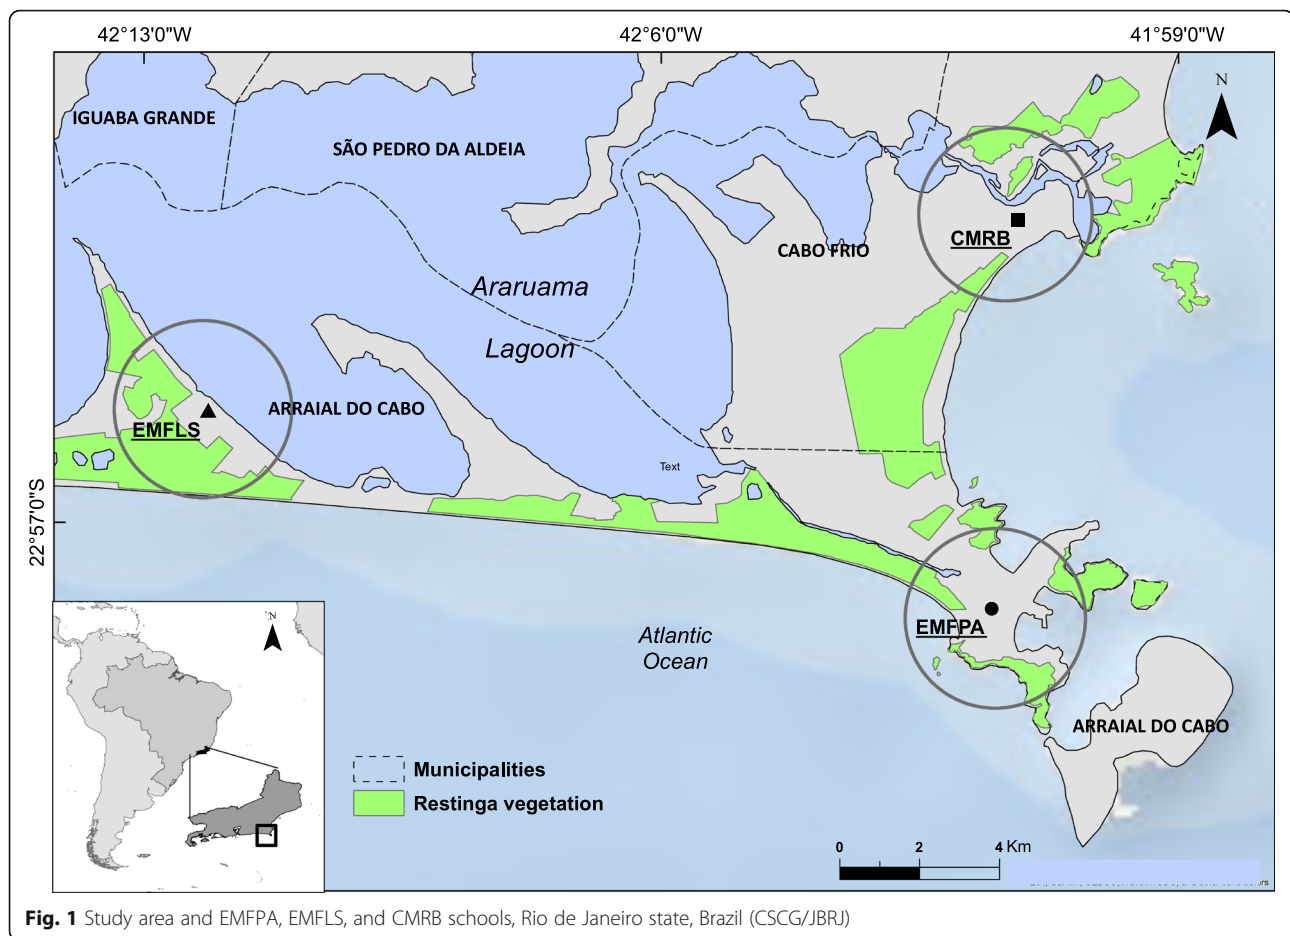 42°13'0"W
42°6'0"W
41°59'0"W
N
IGUABA GRANDE
SÃO PEDRO DA ALDEIA
CMRB
CABO FRIO
Araruama
Lagoon
ARRAIAL DO CABO
EMFLS
Text
22°57'0"S
EMFPA
Atlantic
Ocean
ARRAIAL DO CABO
N
Municipalities
Restinga vegetation
0 2 4 Km
Fig. 1 Study area and EMFPA, EMFLS, and CMRB schools, Rio de Janeiro state, Brazil (CSCG/JBRJ)